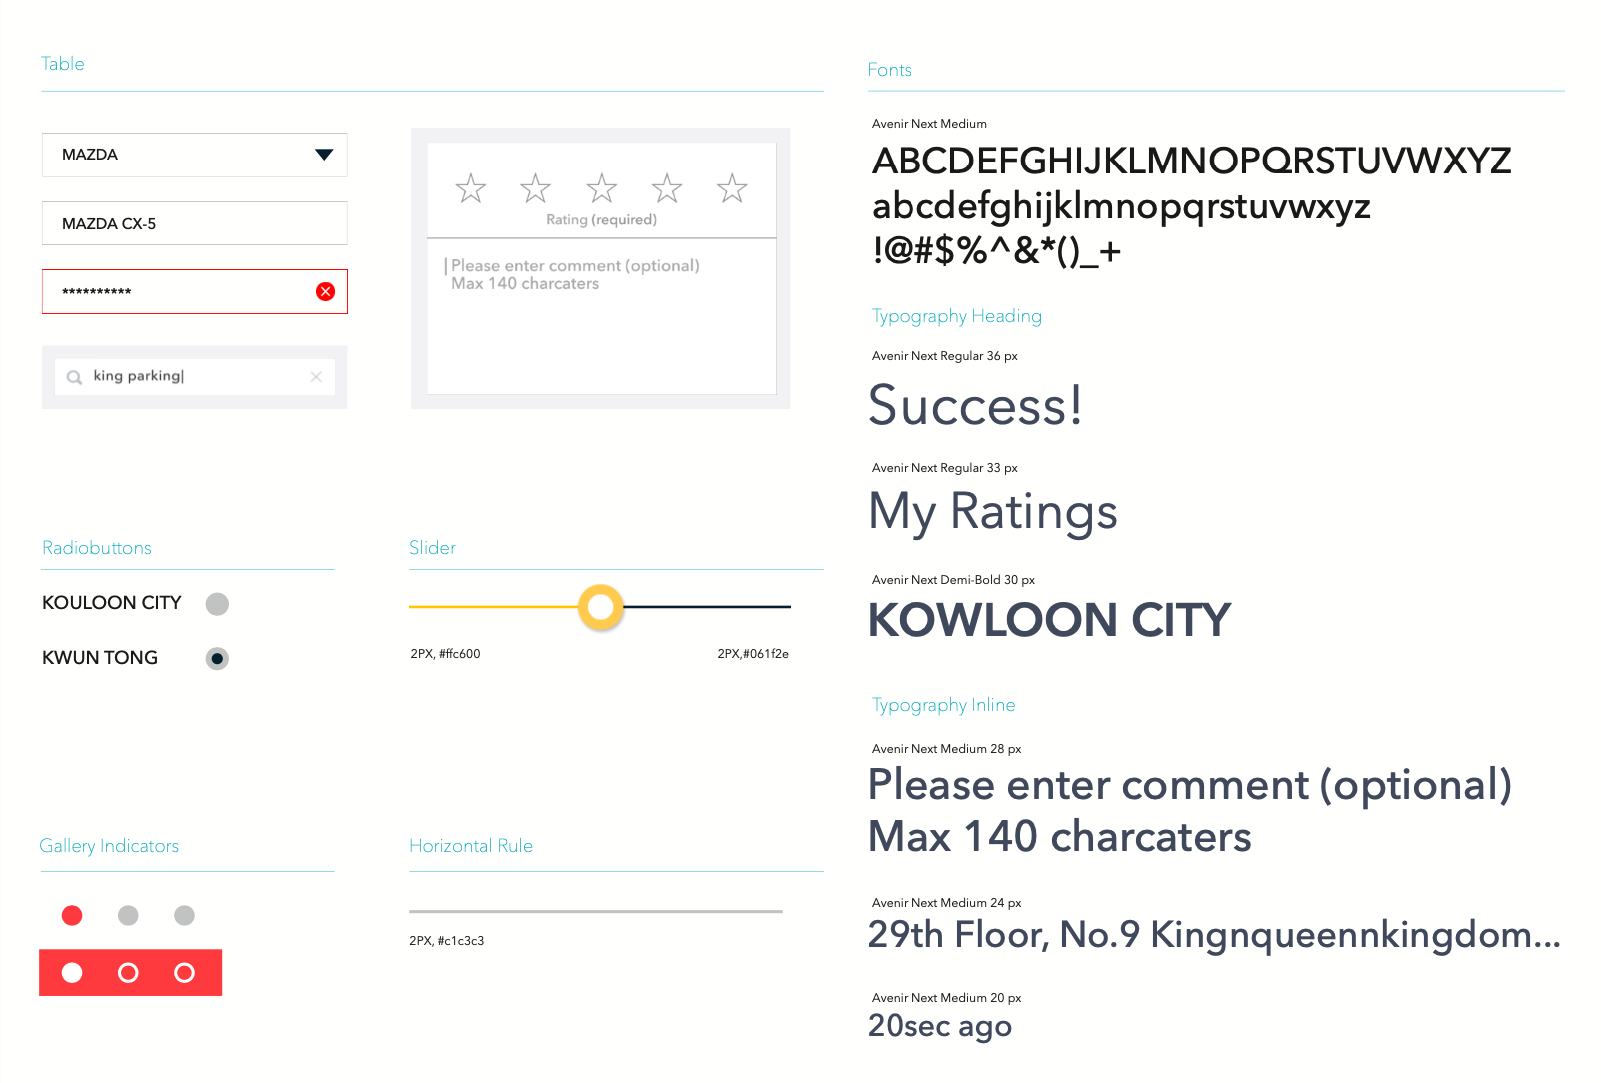 Table
MAZDA
MAZDA CX-5
**********
king parking
Rating (required)
Please enter comment (optional)
Max 140 charcaters
Radiobuttons
KOULOON CITY
KWUN TONG
Slider
2PX, #ffc600
2PX,#061f2e
Gallery Indicators
Horizontal Rule
2PX, #c1c3c3
Fonts
Avenir Next Medium
ABCDEFGHIJKLMNOPQRSTUVWXYZ
abcdefghijklmnopqrstuvwxyz
!@#$%^&*()_+
Typography Heading
Avenir Next Regular 36 px
Success!
Avenir Next Regular 33 px
My Ratings
Avenir Next Demi-Bold 30 px
KOWLOON CITY
Typography Inline
Avenir Next Medium 28 px
Please enter comment (optional)
Max 140 charcaters
Avenir Next Medium 24 px
29th Floor, No.9 Kingnqueennkingdom...
Avenir Next Medium 20 px
20sec ago